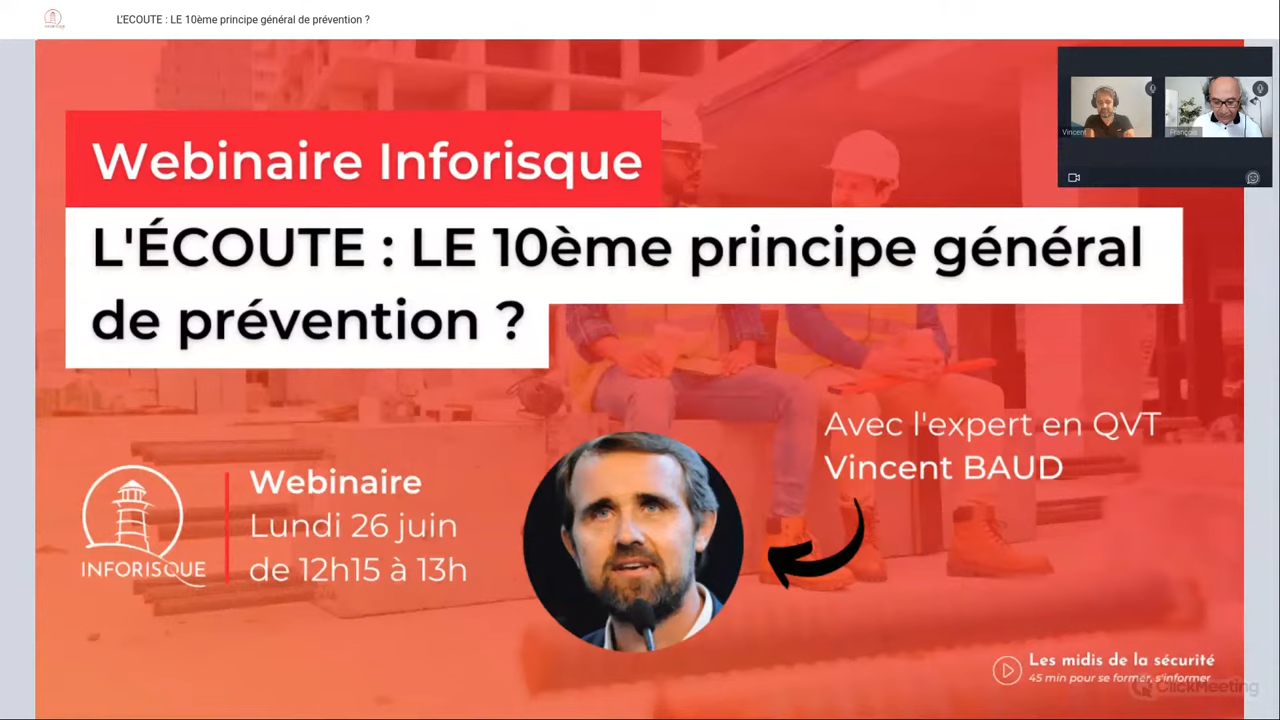 L'ECOUTE : LE 10ème principe général de prévention ?
Webinaire Inforisque
L'ÉCOUTE : LE 10ème principe général
de prévention ?
Vincent
François
Avec l'expert en QVT
Vincent BAUD
Webinaire
Lundi 26 juin
de 12h15 à 13h
INFORISQUE
Les midis de la sécurité
45 min pour se former, s'informer
ClickMeeting